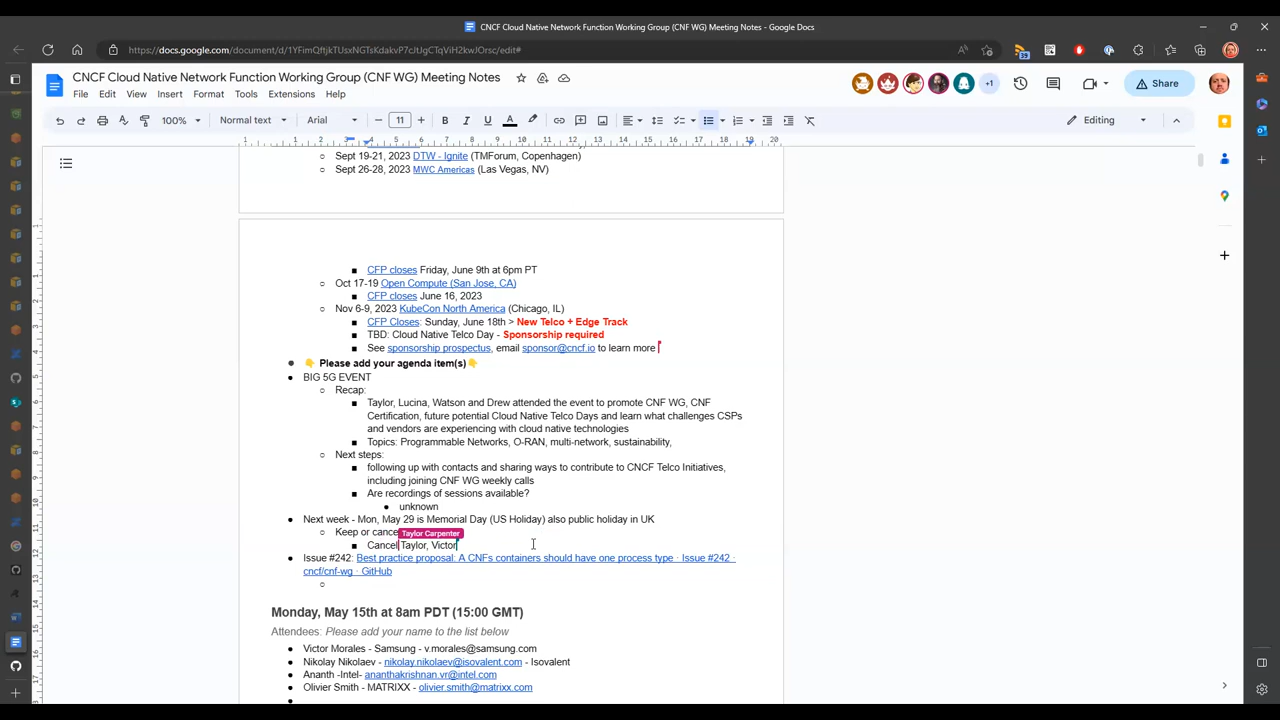 CNCF Cloud Native Network Function Working Group (CNF WG) Meeting Notes - Google Docs
CNCF Cloud Native Network Function Working Group (CNF WG) Meeting Notes
File Edit View Insert Format Tools Extensions Help
+1
Share
100% Normal text Arial 11 Editing
Sept 19-21, 2023 DTW - Ignite (TMForum, Copenhagen)
Sept 26-28, 2023 MWC Americas (Las Vegas, NV)
CFP closes Friday, June 9th at 6pm PT
Oct 17-19 Open Compute (San Jose, CA)
CFP closes June 16, 2023
Nov 6-9, 2023 KubeCon North America (Chicago, IL)
CFP Closes: Sunday, June 18th > New Telco + Edge Track
TBD: Cloud Native Telco Day - Sponsorship required
See sponsorship prospectus, email sponsor@cncf.io to learn more
👇 Please add your agenda item(s)👇
BIG 5G EVENT
Recap:
Taylor, Lucina, Watson and Drew attended the event to promote CNF WG, CNF
Certification, future potential Cloud Native Telco Days and learn what challenges CSPs
and vendors are experiencing with cloud native technologies
Topics: Programmable Networks, O-RAN, multi-network, sustainability,
Next steps:
following up with contacts and sharing ways to contribute to CNCF Telco Initiatives,
including joining CNF WG weekly calls
Are recordings of sessions available?
unknown
Next week - Mon, May 29 is Memorial Day (US Holiday) also public holiday in UK
Keep or cance
Taylor Carpenter
Cancel Taylor, Victor
Issue #242: Best practice proposal: A CNFs containers should have one process type · Issue #242 ·
cncf/cnf-wg · GitHub
Monday, May 15th at 8am PDT (15:00 GMT)
Attendees: Please add your name to the list below
Victor Morales - Samsung - v.morales@samsung.com
Nikolay Nikolaev - nikolay.nikolaev@isovalent.com - Isovalent
Ananth -Intel- ananthakrishnan.vr@intel.com
Olivier Smith - MATRIXX - olivier.smith@matrixx.com